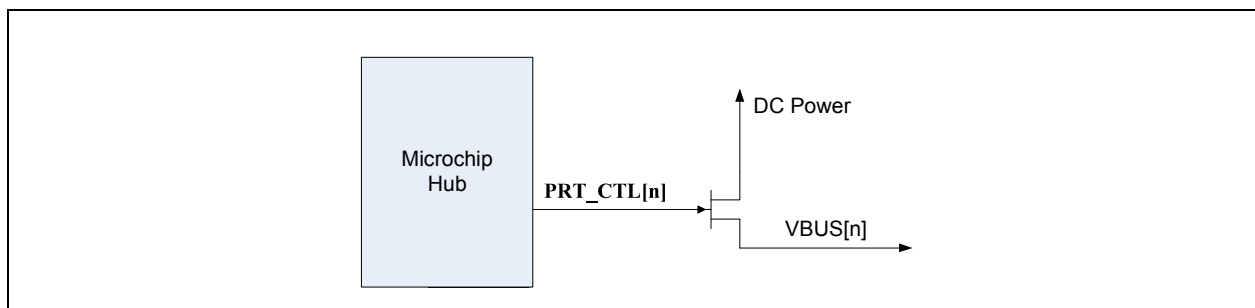 DC Power
Microchip
Hub
PRT_CTL[n]
VBUS[n]